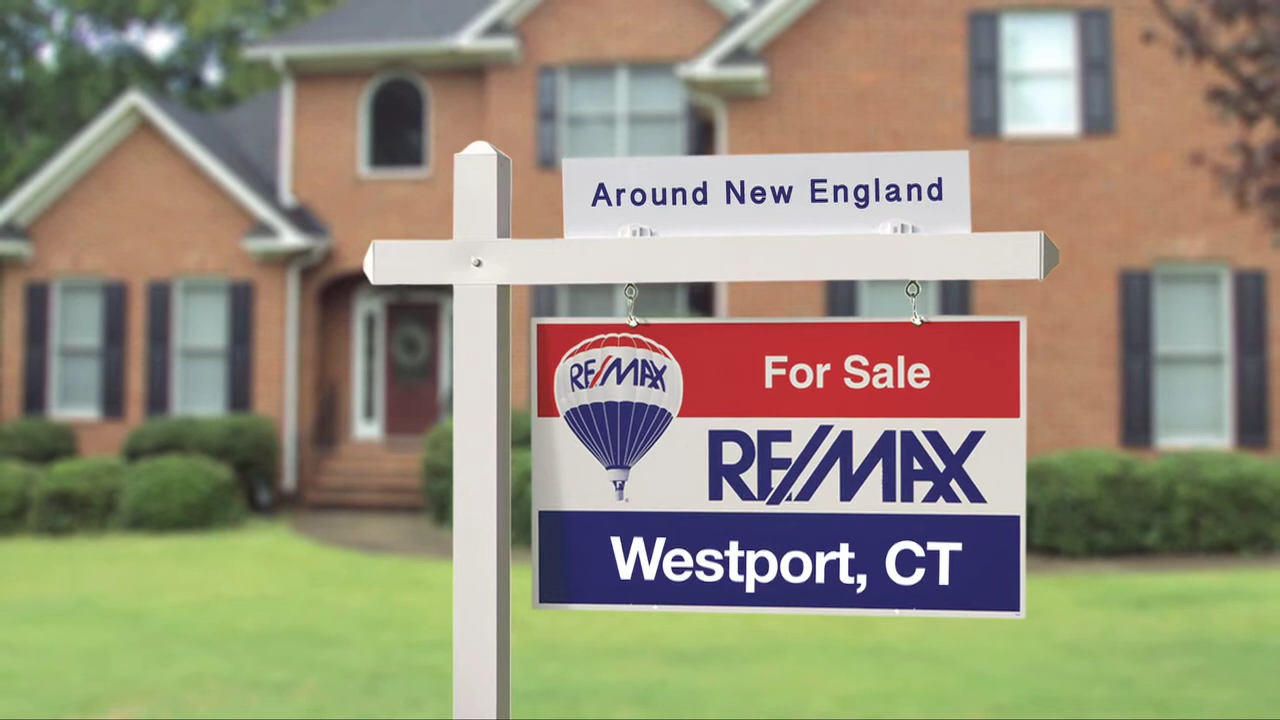 Around New England
RE/MAX
For Sale
RE/MAX
Westport, CT